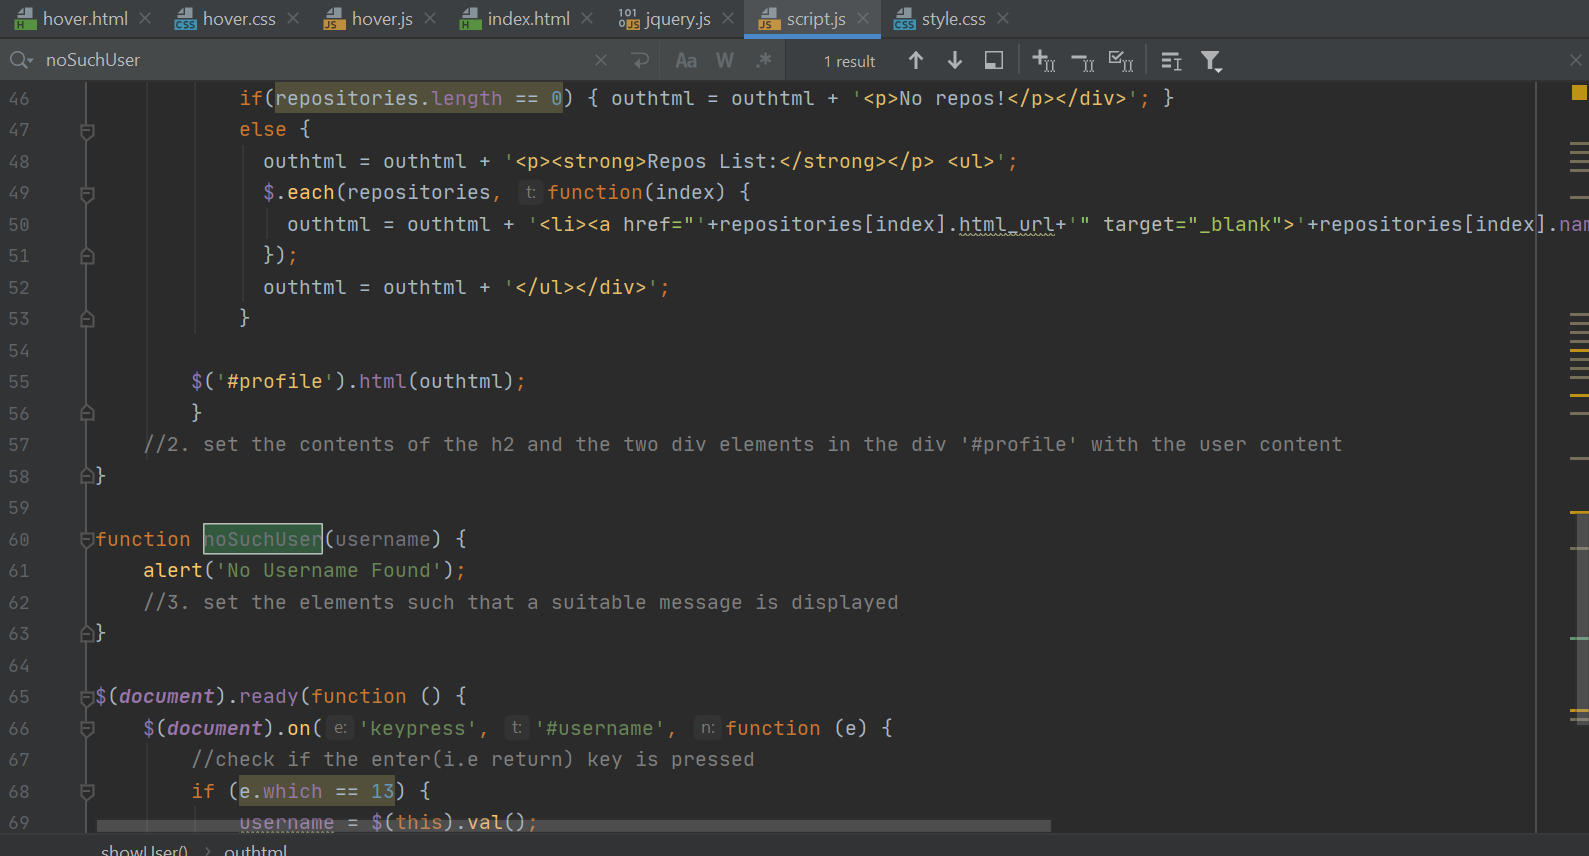 hover.html hover.css hover.js index.html jquery.js script.js style.css
noSuchUser Aa W .* 1 result
46 if(repositories.length == 0) { outhtml = outhtml + '<p>No repos!</p></div>'; }
47 else {
48 outhtml = outhtml + '<p><strong>Repos List:</strong></p> <ul>';
49 $.each(repositories, t: function(index) {
50 outhtml = outhtml + '<li><a href="'+repositories[index].html_url+'" target="_blank">'+repositories[index].nam
51 });
52 outhtml = outhtml + '</ul></div>';
53 }
54
55 $('#profile').html(outhtml);
56 }
57 //2. set the contents of the h2 and the two div elements in the div '#profile' with the user content
58 }
59
60 function noSuchUser(username) {
61 alert('No Username Found');
62 //3. set the elements such that a suitable message is displayed
63 }
64
65 $(document).ready(function () {
66 $(document).on( e: 'keypress', t: '#username', n: function (e) {
67 //check if the enter(i.e return) key is pressed
68 if (e.which == 13) {
69 username = $(this).val();
showUser() > outhtml